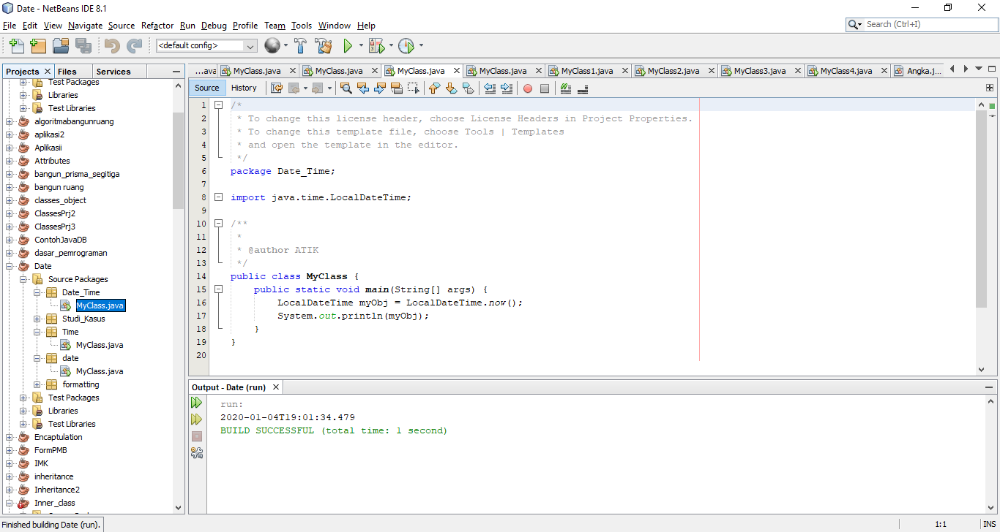 Date - NetBeans IDE 8.1
File Edit View Navigate Source Refactor Run Debug Profile Team Tools Window Help
Search (Ctrl+I)
<default config>
Projects Files Services
Test Packages
Libraries
Test Libraries
algoritmabangunruang
aplikasi2
Aplikasii
Attributes
bangun_prisma_segitiga
bangun ruang
classes_object
ClassesPrj2
ClassesPrj3
ContohJavaDB
dasar_pemrograman
Date
Source Packages
Date_Time
MyClass.java
Studi_Kasus
Time
MyClass.java
date
MyClass.java
formatting
Test Packages
Libraries
Test Libraries
Encaptulation
FormPMB
IMK
inheritance
Inheritance2
Inner_class
...ava MyClass.java MyClass.java MyClass.java MyClass.java MyClass1.java MyClass2.java MyClass3.java MyClass4.java Angka.j...
Source History
1 /*
2 * To change this license header, choose License Headers in Project Properties.
3 * To change this template file, choose Tools | Templates
4 * and open the template in the editor.
5 */
6 package Date_Time;
7
8 import java.time.LocalDateTime;
9
10 /**
11 *
12 * @author ATIK
13 */
14 public class MyClass {
15 public static void main(String[] args) {
16 LocalDateTime myObj = LocalDateTime.now();
17 System.out.println(myObj);
18 }
19 }
20
Output - Date (run)
run:
2020-01-04T19:01:34.479
BUILD SUCCESSFUL (total time: 1 second)
Finished building Date (run).
1:1 INS